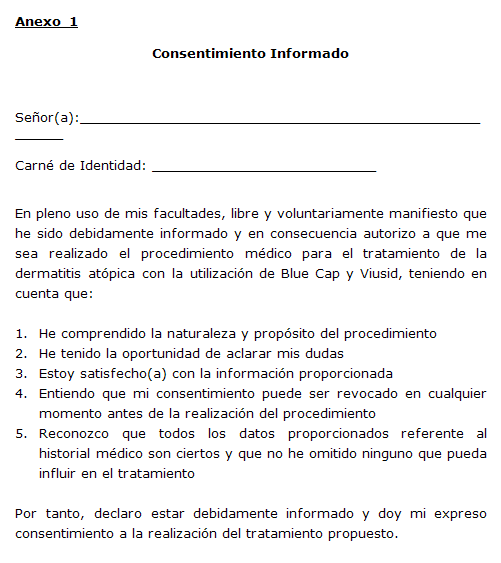 Anexo 1
Consentimiento Informado
Señor(a):__________________________________________________
______
Carné de Identidad: ____________________________
En pleno uso de mis facultades, libre y voluntariamente manifiesto que
he sido debidamente informado y en consecuencia autorizo a que me
sea realizado el procedimiento médico para el tratamiento de la
dermatitis atópica con la utilización de Blue Cap y Viusid, teniendo en
cuenta que:
1. He comprendido la naturaleza y propósito del procedimiento
2. He tenido la oportunidad de aclarar mis dudas
3. Estoy satisfecho(a) con la información proporcionada
4. Entiendo que mi consentimiento puede ser revocado en cualquier
momento antes de la realización del procedimiento
5. Reconozco que todos los datos proporcionados referente al
historial médico son ciertos y que no he omitido ninguno que pueda
influir en el tratamiento
Por tanto, declaro estar debidamente informado y doy mi expreso
consentimiento a la realización del tratamiento propuesto.